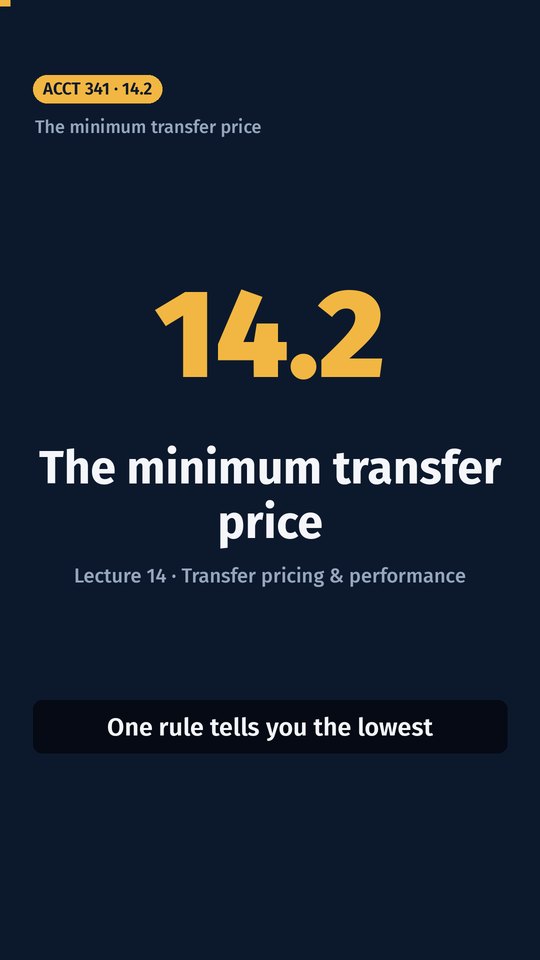 ACCT 341 · 14.2
The minimum transfer price
14.2
The minimum transfer
price
Lecture 14 · Transfer pricing & performance
One rule tells you the lowest